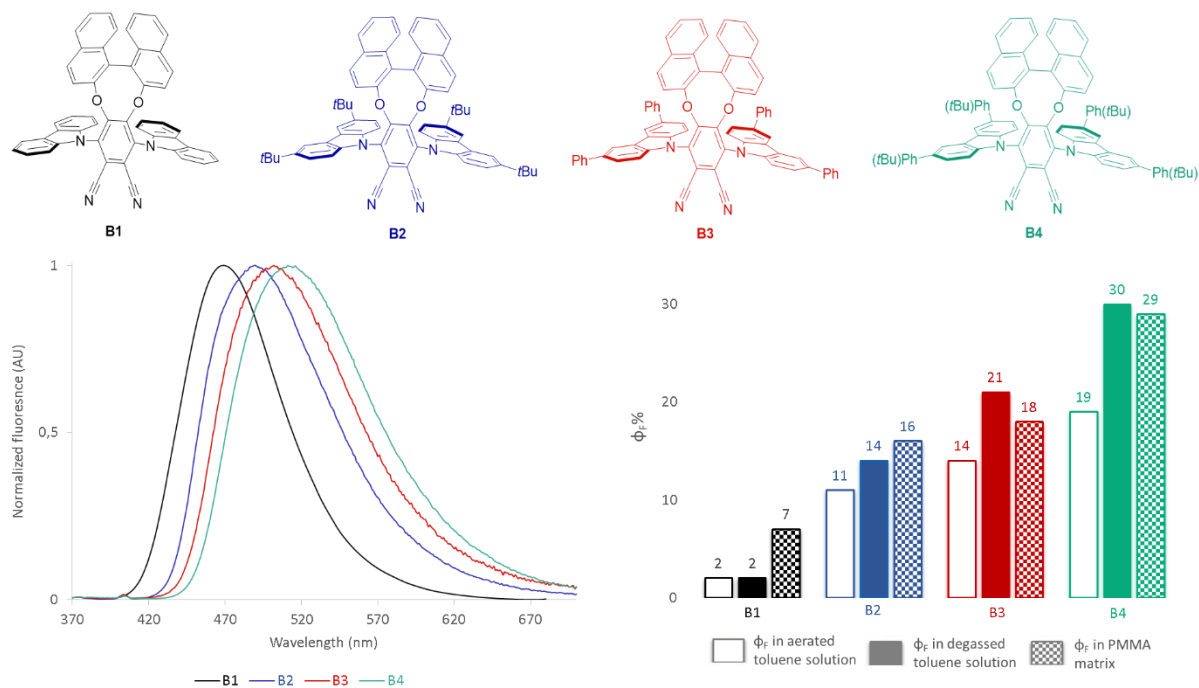 O O
N N
N N
B1
tBu tBu
O O
N N
tBu tBu
N N
B2
Ph Ph
O O
N N
Ph Ph
N N
B3
(tBu)Ph Ph(tBu)
O O
N N
(tBu)Ph Ph(tBu)
N N
B4
Normalized fluoresnce (AU)
1
0,5
0
370 420 470 520 570 620 670
Wavelength (nm)
B1 B2 B3 B4
ϕF%
30
20
10
0
2 2 7
11 14 16
14 21 18
19 30 29
B1 B2 B3 B4
ϕF in aerated
toluene solution
ϕF in degassed
toluene solution
ϕF in PMMA
matrix